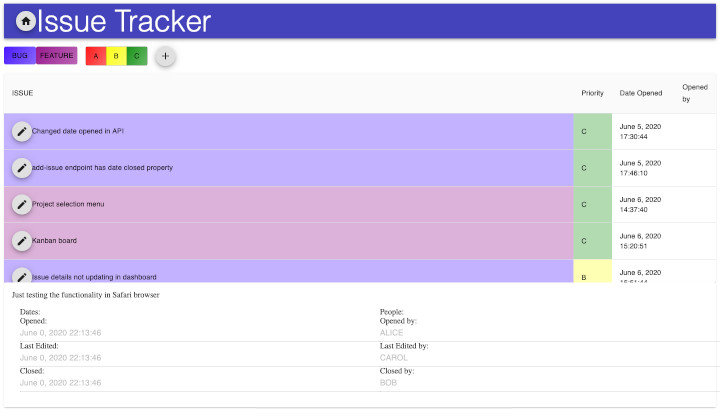 Issue Tracker
BUG FEATURE A B C
ISSUE Priority Date Opened Opened by
Changed date opened in API C June 5, 2020 17:30:44
add-issue endpoint has date closed property C June 5, 2020 17:46:10
Project selection menu C June 6, 2020 14:37:40
Kanban board C June 6, 2020 15:20:51
Issue details not updating in dashboard B June 6, 2020 15:51:44
Just testing the functionality in Safari browser
Dates: People:
Opened: Opened by:
June 0, 2020 22:13:46 ALICE
Last Edited: Last Edited by:
June 0, 2020 22:13:46 CAROL
Closed: Closed by:
June 0, 2020 22:13:46 BOB